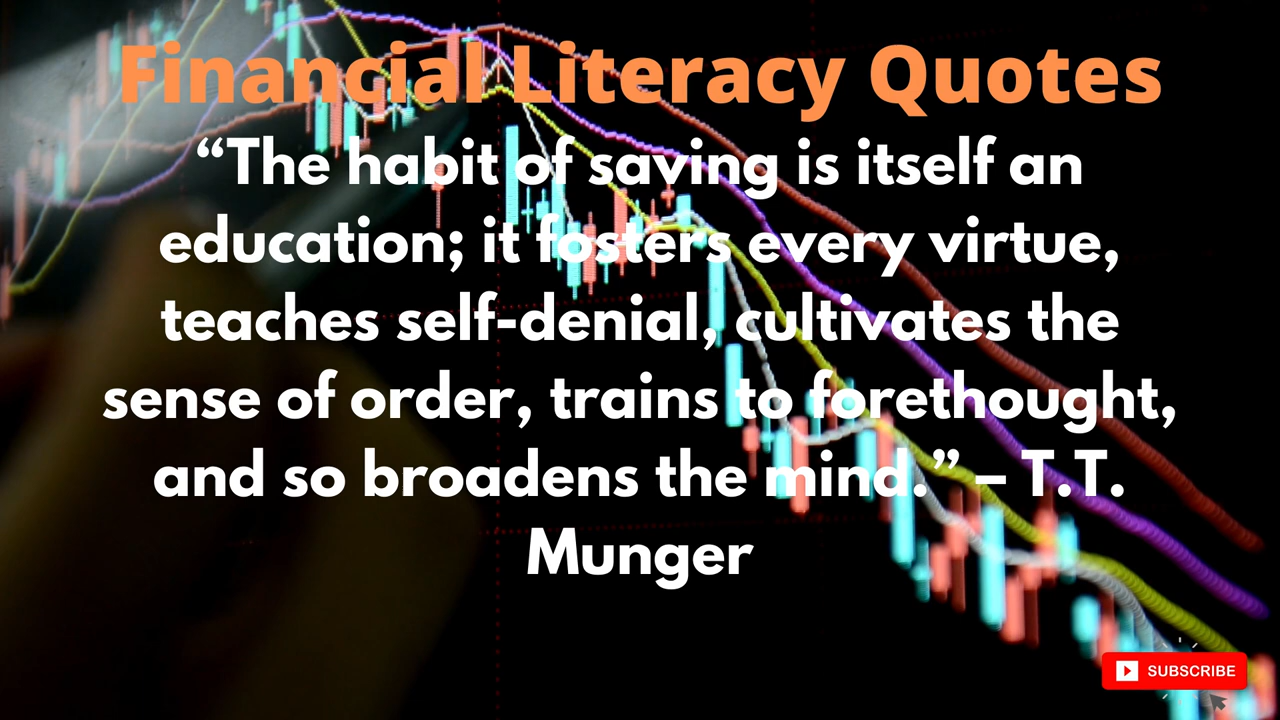 Financial Literacy Quotes
“The habit of saving is itself an
education; it fosters every virtue,
teaches self-denial, cultivates the
sense of order, trains to forethought,
and so broadens the mind.” – T.T.
Munger
SUBSCRIBE